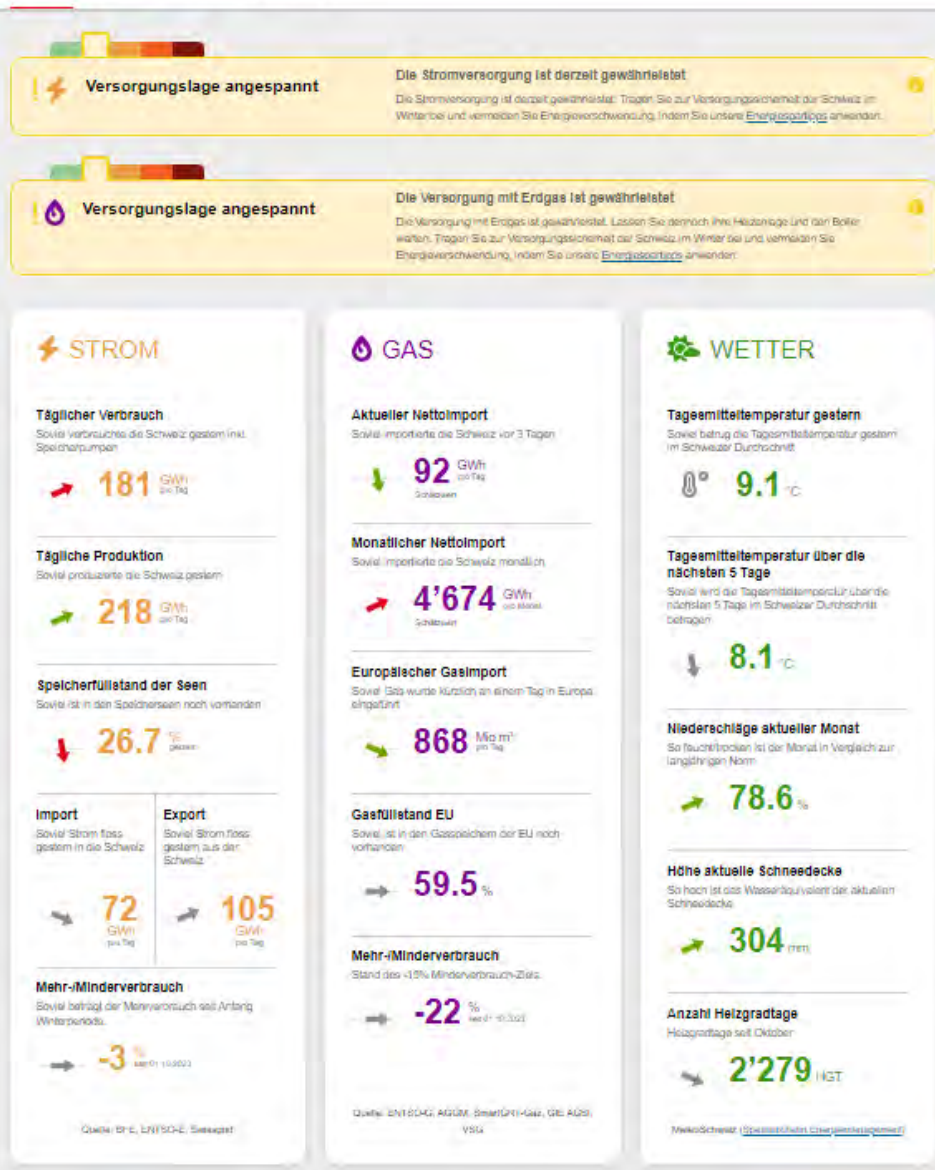 Versorgungslage angespannt
Die Stromversorgung ist derzeit gewährleistet
Die Stromversorgung ist derzeit gewährleistet. Tragen Sie zur Versorgungssicherheit der Schweiz im
Winter bei und vermeiden Sie Energieverschwendung, indem Sie unsere Energiespartipps anwenden.
Versorgungslage angespannt
Die Versorgung mit Erdgas ist gewährleistet
Die Versorgung mit Erdgas ist gewährleistet. Lassen Sie dennoch Ihre Heizanlage und den Boiler
warten. Tragen Sie zur Versorgungssicherheit der Schweiz im Winter bei und vermeiden Sie
Energieverschwendung, indem Sie unsere Energiespartipps anwenden.
STROM
Täglicher Verbrauch
Soviel verbrauchte die Schweiz gestern inkl.
Speicherpumpen
181 GWh
pro Tag
Tägliche Produktion
Soviel produzierte die Schweiz gestern
218 GWh
pro Tag
Speicherfüllstand der Seen
Soviel ist in den Speicherseen noch vorhanden
26.7 %
gestern
Import
Soviel Strom floss
gestern in die Schweiz
72
GWh
pro Tag
Export
Soviel Strom floss
gestern aus der
Schweiz
105
GWh
pro Tag
Mehr-/Minderverbrauch
Soviel beträgt der Mehrverbrauch seit Anfang
Winterperiode.
-3 %
seit 01.10.2023
Quelle: BFE, ENTSO-E, Swissgrid
GAS
Aktueller Nettoimport
Soviel importierte die Schweiz vor 3 Tagen
92 GWh
pro Tag
Schätzwert
Monatlicher Nettoimport
Soviel importierte die Schweiz monatlich
4’674 GWh
pro Monat
Schätzwert
Europäischer Gasimport
Soviel Gas wurde kürzlich an einem Tag in Europa
eingeführt
868 Mio m³
pro Tag
Gasfüllstand EU
Soviel ist in den Gasspeichern der EU noch
vorhanden
59.5 %
Mehr-/Minderverbrauch
Stand des -15% Minderverbrauch-Ziels.
-22 %
seit 01.10.2023
Quelle: ENTSO-G, AGSI,
VSG
WETTER
Tagesmitteltemperatur gestern
Soviel betrug die Tagesmitteltemperatur gestern
im Schweizer Durchschnitt
9.1 °C
Tagesmitteltemperatur über die
nächsten 5 Tage
Soviel wird die Tagesmitteltemperatur über die
nächsten 5 Tage im Schweizer Durchschnitt
betragen
8.1 °C
Niederschläge aktueller Monat
So feucht/trocken ist der Monat in Vergleich zur
langjährigen Norm
78.6 %
Höhe aktuelle Schneedecke
So hoch ist das Wasseräquivalent der aktuellen
Schneedecke
304 mm
Anzahl Heizgradtage
Heizgradtage seit Oktober
2’279 HGT
MeteoSchweiz